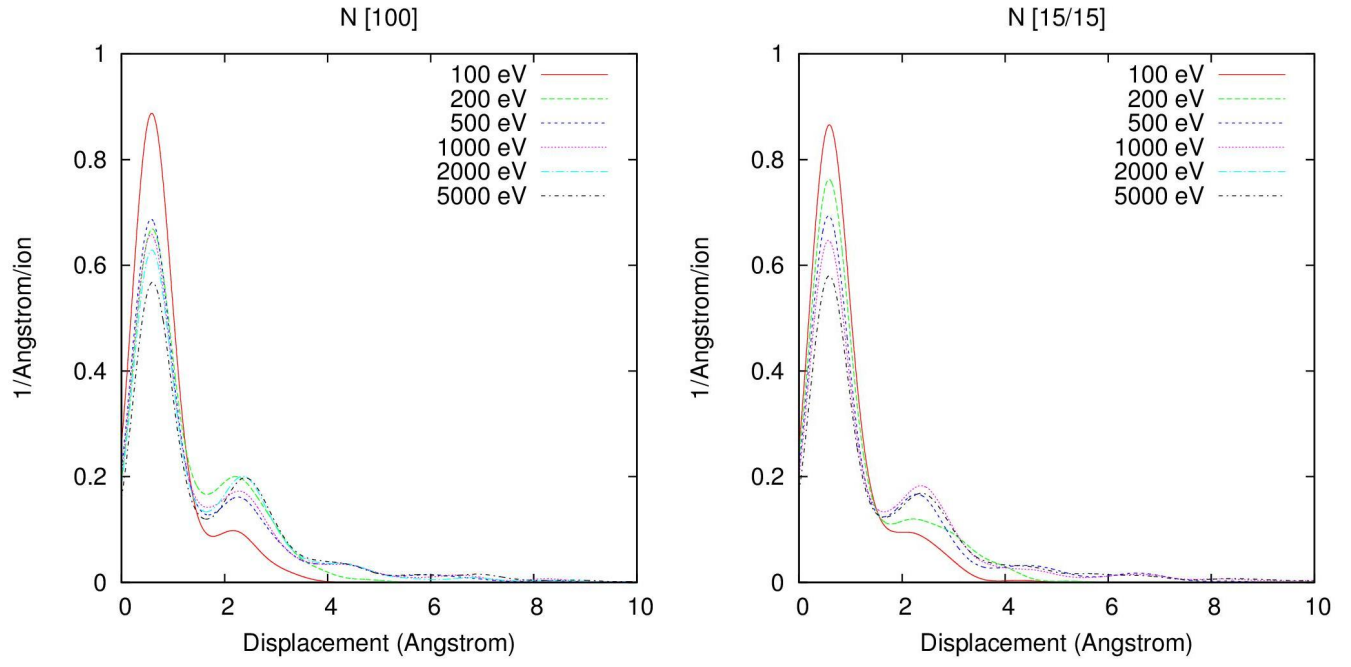 N [100]
1/Angstrom/ion
1
0.8
0.6
0.4
0.2
0
100 eV
200 eV
500 eV
1000 eV
2000 eV
5000 eV
0 2 4 6 8 10
Displacement (Angstrom)
N [15/15]
1/Angstrom/ion
1
0.8
0.6
0.4
0.2
0
100 eV
200 eV
500 eV
1000 eV
2000 eV
5000 eV
0 2 4 6 8 10
Displacement (Angstrom)